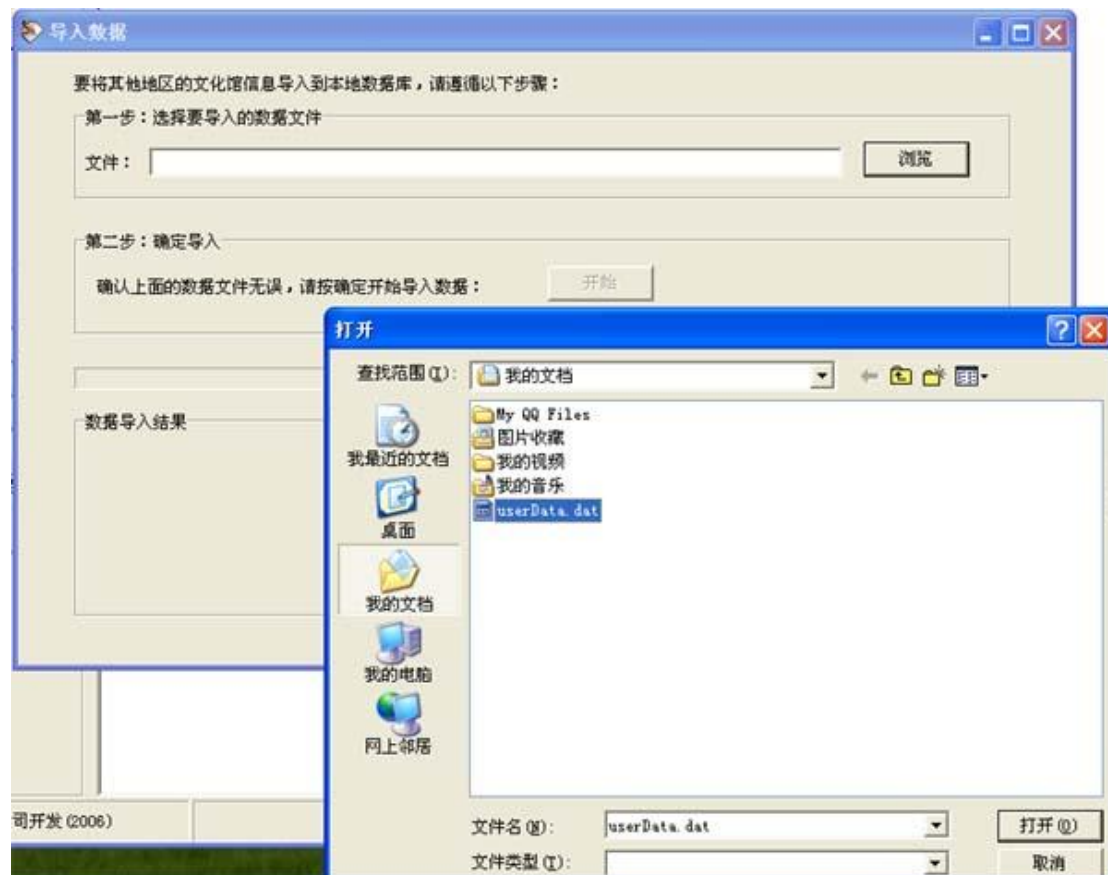 导入数据
要将其他地区的文化馆信息导入到本地数据库,请遵循以下步骤:
第一步:选择要导入的数据文件
文件:
浏览
第二步:确定导入
确认上面的数据文件无误,请按确定开始导入数据:
开始
数据导入结果
打开
查找范围(I):
我的文档
My QQ Files
图片收藏
我的视频
我的音乐
userData.dat
我最近的文档
桌面
我的文档
我的电脑
网上邻居
文件名(N):
userData.dat
打开(O)
文件类型(T):
取消
司开发(2006)